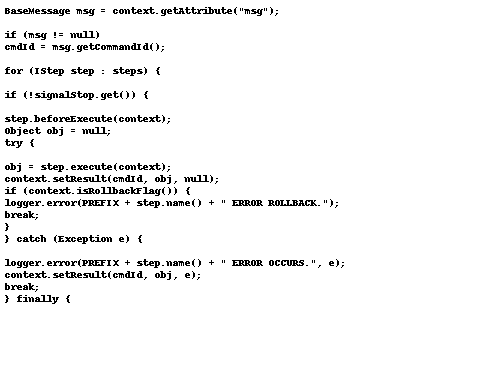 BaseMessage msg = context.getAttribute("msg");
if (msg != null)
cmdId = msg.getCommandId();
for (IStep step : steps) {
if (!signalStop.get()) {
step.beforeExecute(context);
Object obj = null;
try {
obj = step.execute(context);
context.setResult(cmdId, obj, null);
if (context.isRollbackFlag()) {
logger.error(PREFIX + step.name() + " ERROR ROLLBACK.");
break;
}
} catch (Exception e) {
logger.error(PREFIX + step.name() + " ERROR OCCURS.", e);
context.setResult(cmdId, obj, e);
break;
} finally {